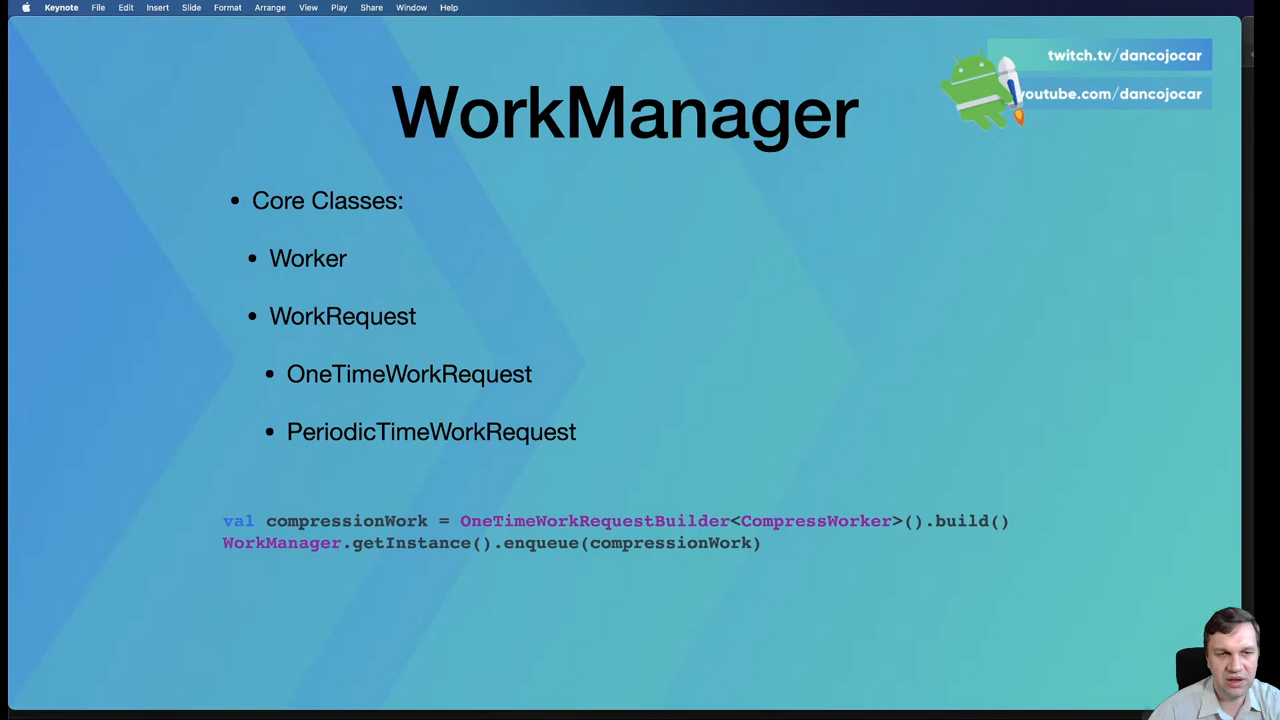 Keynote File Edit Insert Slide Format Arrange View Play Share Window Help
twitch.tv/dancojocar
youtube.com/dancojocar
WorkManager
• Core Classes:
• Worker
• WorkRequest
• OneTimeWorkRequest
• PeriodicTimeWorkRequest
val compressionWork = OneTimeWorkRequestBuilder<CompressWorker>().build()
WorkManager.getInstance().enqueue(compressionWork)